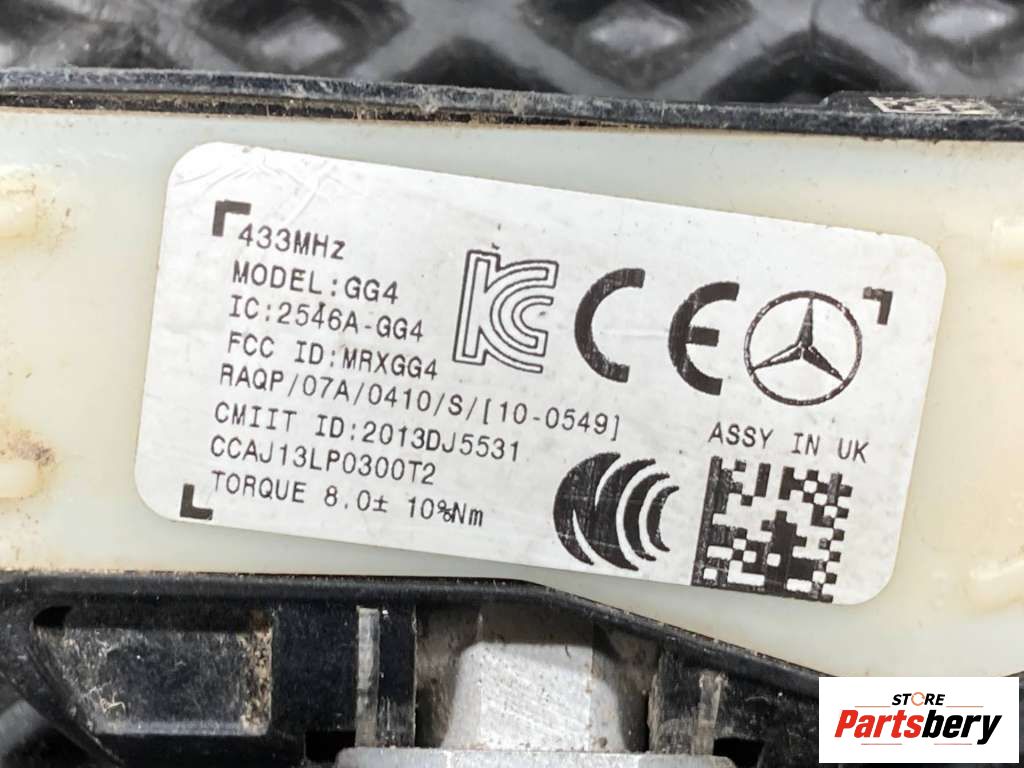 433MHz
MODEL:GG4
IC:2546A-GG4
FCC ID:MRXGG4
RAQP/07A/0410/S/[10-0549]
CMIIT ID:2013DJ5531
CCAJ13LP0300T2
TORQUE 8.0± 10%Nm
CE
ASSY IN UK
STORE
Partsbery